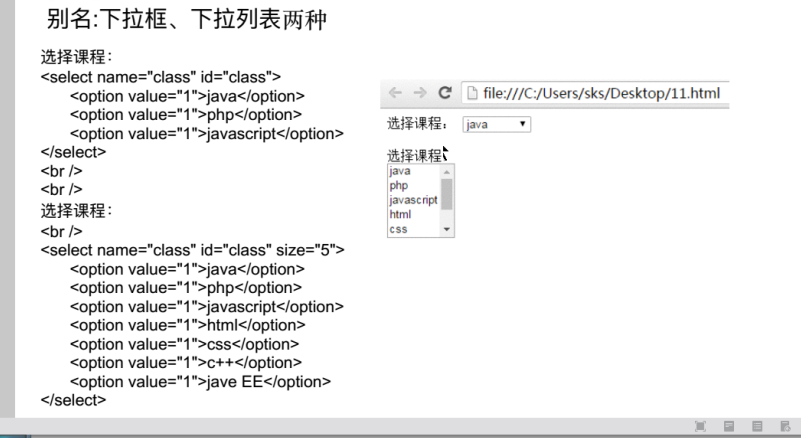 别名:下拉框、下拉列表两种
选择课程：
<select name="class" id="class">
<option value="1">java</option>
<option value="1">php</option>
<option value="1">javascript</option>
</select>
<br />
<br />
选择课程：
<br />
<select name="class" id="class" size="5">
<option value="1">java</option>
<option value="1">php</option>
<option value="1">javascript</option>
<option value="1">html</option>
<option value="1">css</option>
<option value="1">c++</option>
<option value="1">jave EE</option>
</select>
file:///C:/Users/sks/Desktop/11.html
选择课程： java
选择课程
java
php
javascript
html
css